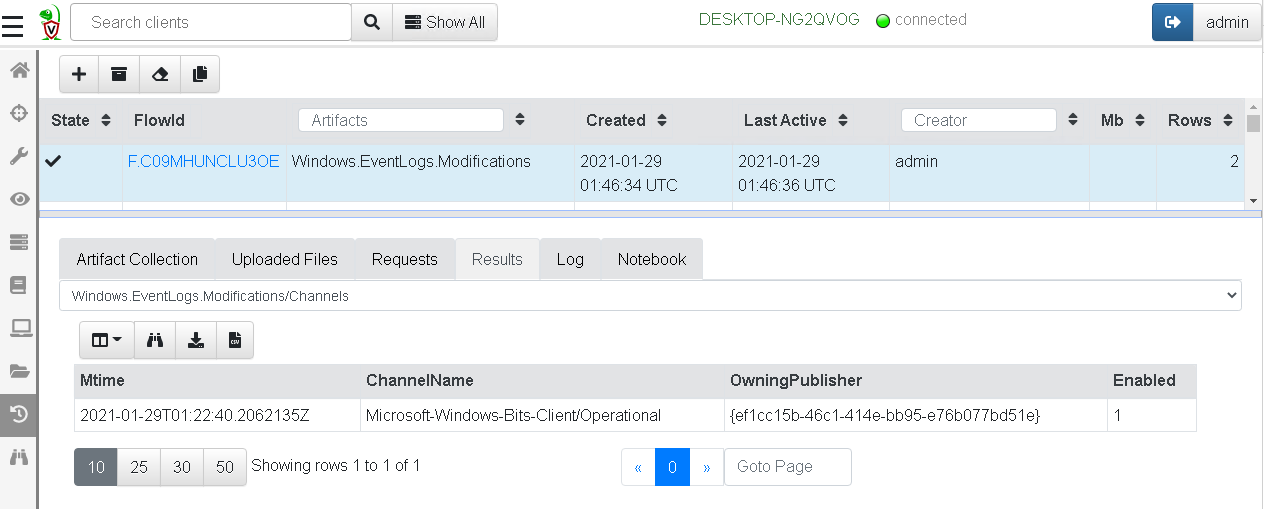 Search clients
Show All
DESKTOP-NG2QVOG
connected
admin
State
FlowId
Artifacts
Created
Last Active
Creator
Mb
Rows
F.C09MHUNCLU3OE
Windows.EventLogs.Modifications
2021-01-29
01:46:34 UTC
2021-01-29
01:46:36 UTC
admin
2
Artifact Collection
Uploaded Files
Requests
Results
Log
Notebook
Windows.EventLogs.Modifications/Channels
CSV
Mtime
ChannelName
OwningPublisher
Enabled
2021-01-29T01:22:40.2062135Z
Microsoft-Windows-Bits-Client/Operational
{ef1cc15b-46c1-414e-bb95-e76b077bd51e}
1
10
25
30
50
Showing rows 1 to 1 of 1
«
0
»
Goto Page